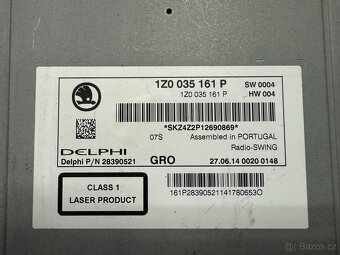 1Z0 035 161 P SW 0004
1Z0 035 161 P HW 004
*SKZ4Z2P12690869*
07S Assembled in PORTUGAL
DELPHI Radio-SWING
Delphi P/N 28390521 GRO 27.06.14 0020 0148
CLASS 1
LASER PRODUCT
161P28390521141780653O
Bazoš.cz